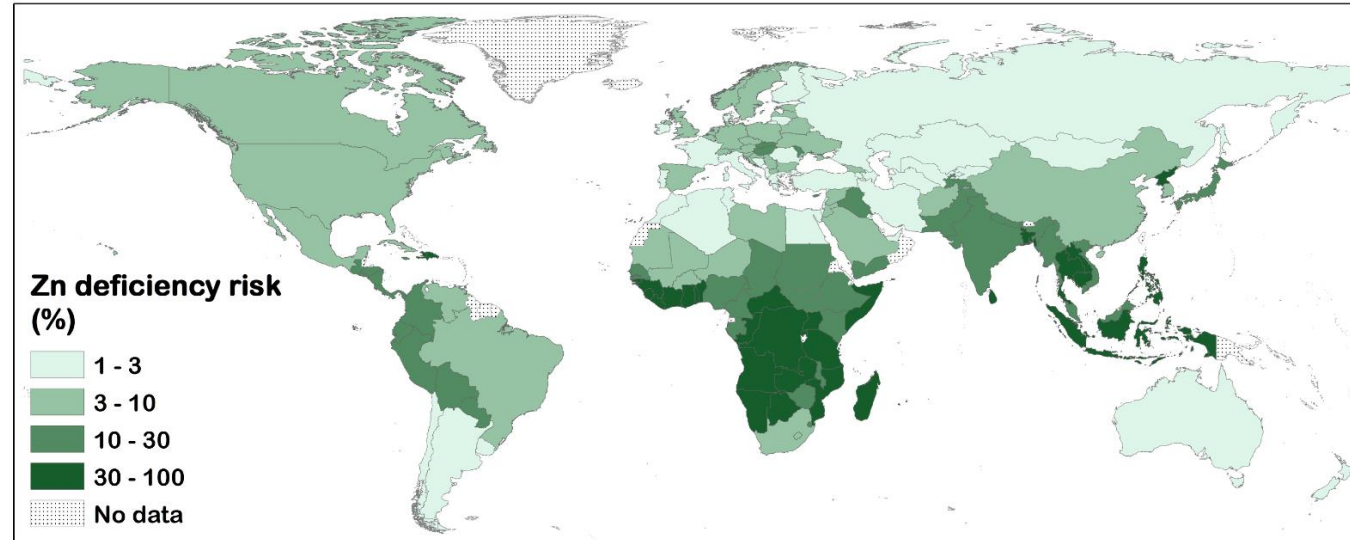 Zn deficiency risk
(%)
1 - 3
3 - 10
10 - 30
30 - 100
No data